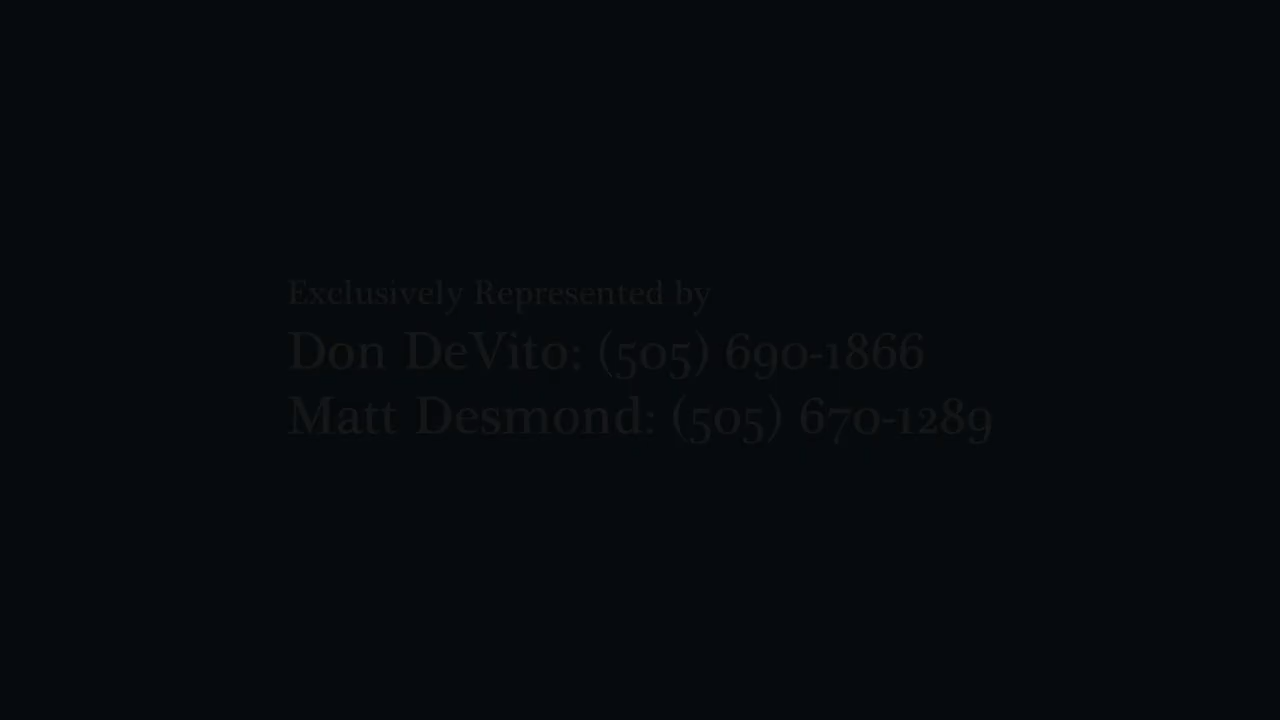 Exclusively Represented by
Don DeVito: (505) 690-1866
Matt Desmond: (505) 670-1289